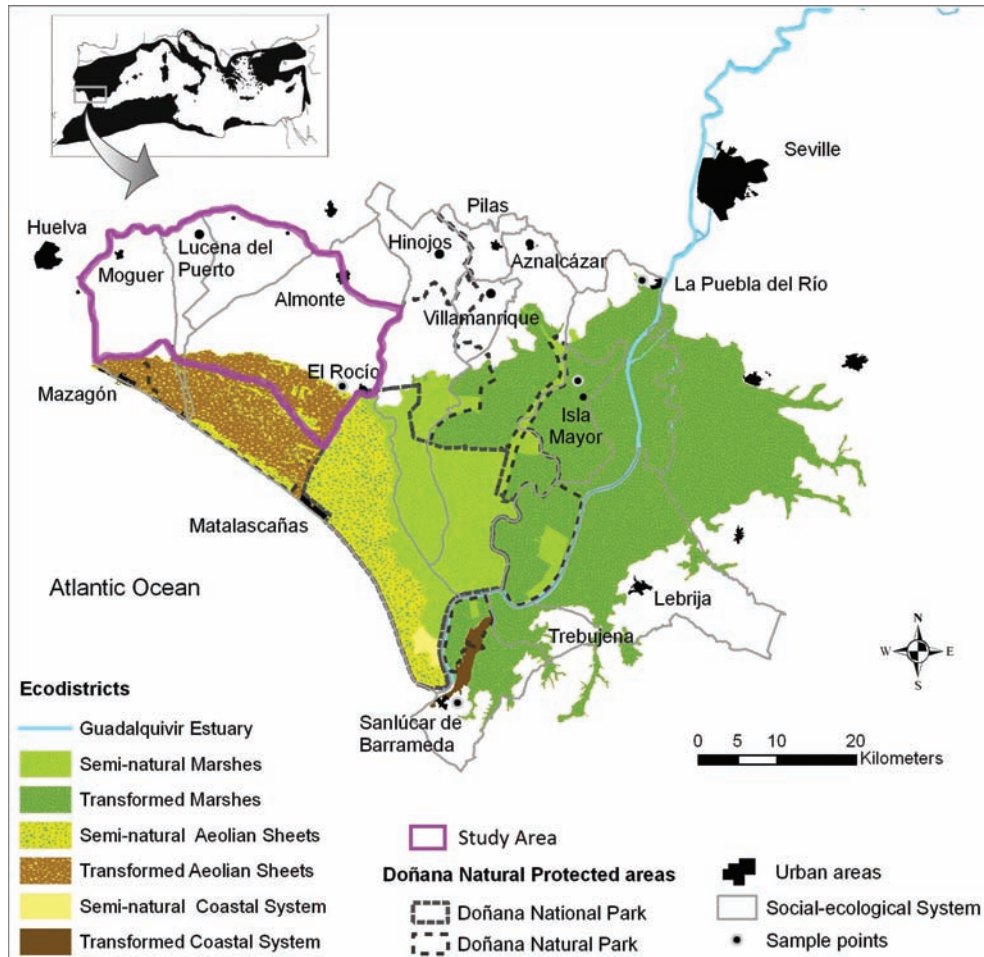 Seville
Pilas
Huelva
Hinojos
Lucena del
Puerto
Aznalcázar
Moguer
La Puebla del Río
Almonte
Villamanrique
El Rocío
Mazagón
Isla
Mayor
Matalascañas
Atlantic Ocean
Lebrija
Trebujena
N
W
E
S
Sanlúcar de
Barrameda
0 5 10 20
Kilometers
Ecodistricts
Guadalquivir Estuary
Semi-natural Marshes
Transformed Marshes
Semi-natural Aeolian Sheets
Transformed Aeolian Sheets
Semi-natural Coastal System
Transformed Coastal System
Study Area
Doñana Natural Protected areas
Doñana National Park
Doñana Natural Park
Urban areas
Social-ecological System
Sample points